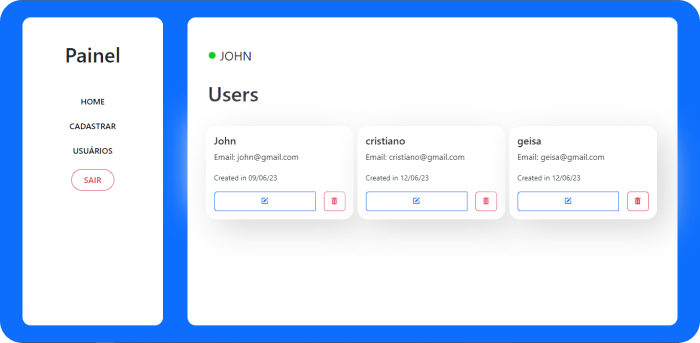 Painel
HOME
CADASTRAR
USUÁRIOS
SAIR
JOHN
Users
John
Email: john@gmail.com
Created in 09/06/23
cristiano
Email: cristiano@gmail.com
Created in 12/06/23
geisa
Email: geisa@gmail.com
Created in 12/06/23